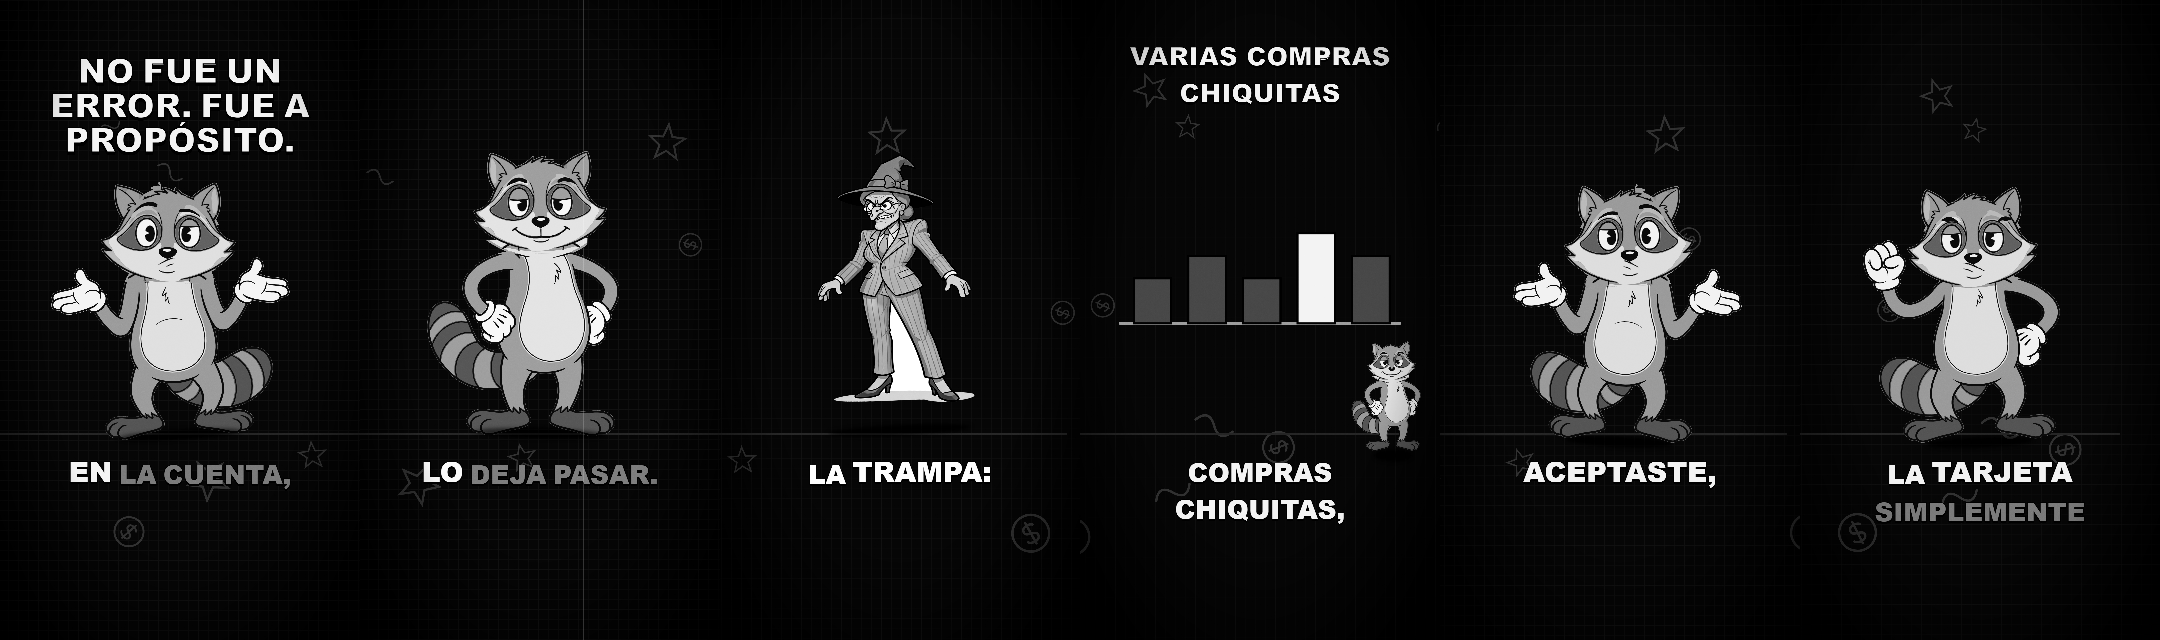 NO FUE UN
ERROR. FUE A
PROPÓSITO.
EN LA CUENTA,
LO DEJA PASAR.
LA TRAMPA:
VARIAS COMPRAS
CHIQUITAS
COMPRAS
CHIQUITAS,
ACEPTASTE,
LA TARJETA
SIMPLEMENTE